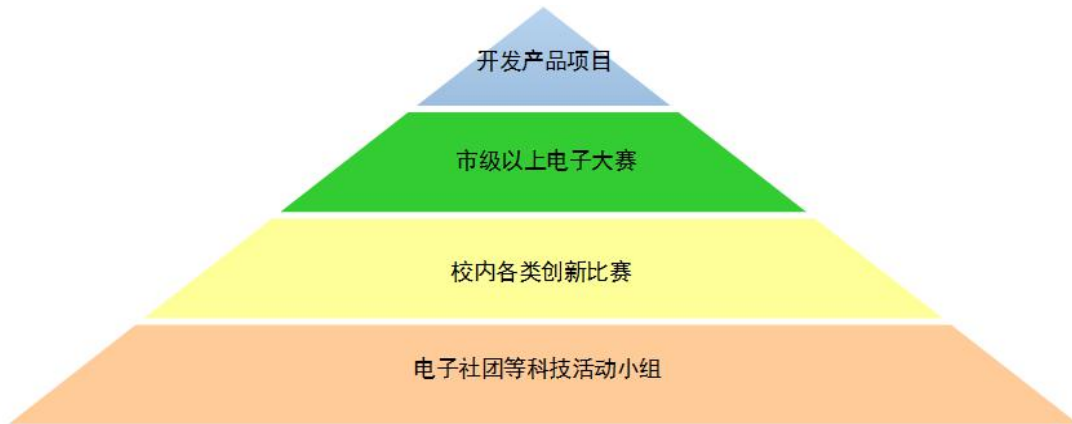 开发产品项目
市级以上电子大赛
校内各类创新比赛
电子社团等科技活动小组